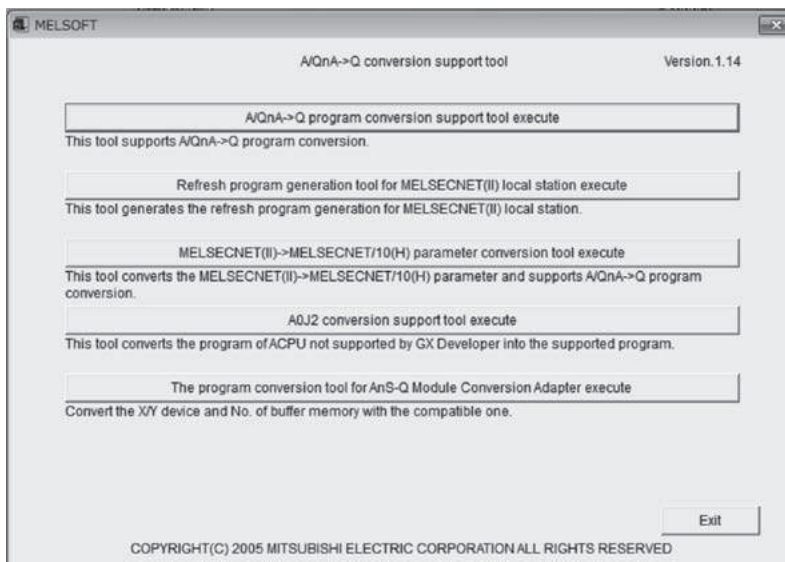 MELSOFT
A/QnA->Q conversion support tool Version.1.14
A/QnA->Q program conversion support tool execute
This tool supports A/QnA->Q program conversion.
Refresh program generation tool for MELSECNET(II) local station execute
This tool generates the refresh program generation for MELSECNET(II) local station.
MELSECNET(II)->MELSECNET/10(H) parameter conversion tool execute
This tool converts the MELSECNET(II)->MELSECNET/10(H) parameter and supports A/QnA->Q program
conversion.
A0J2 conversion support tool execute
This tool converts the program of ACPU not supported by GX Developer into the supported program.
The program conversion tool for AnS-Q Module Conversion Adapter execute
Convert the X/Y device and No. of buffer memory with the compatible one.
Exit
COPYRIGHT(C) 2005 MITSUBISHI ELECTRIC CORPORATION ALL RIGHTS RESERVED